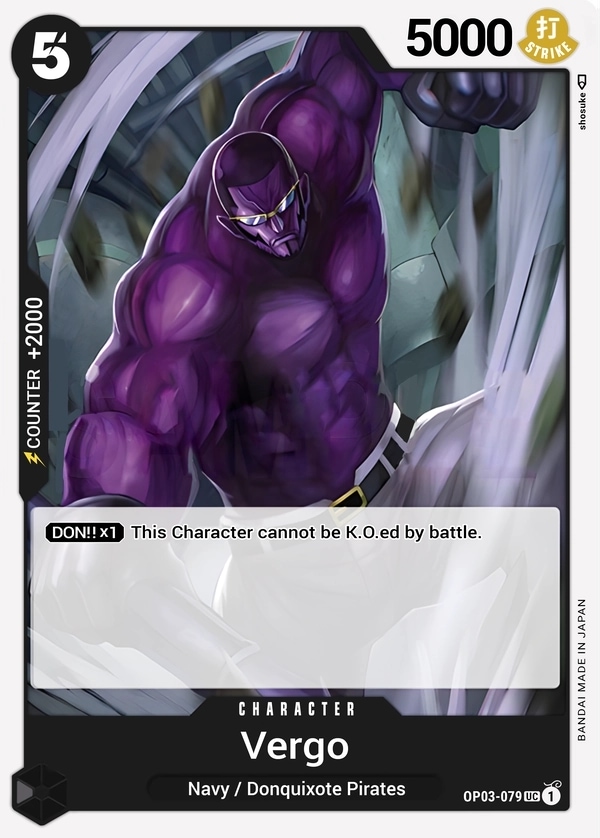 5
5000
打
STRIKE
shosuke
COUNTER +2000
DON!!×1 This Character cannot be K.O.ed by battle.
BANDAI MADE IN JAPAN
CHARACTER
Vergo
Navy / Donquixote Pirates
OP03-079 UC 1